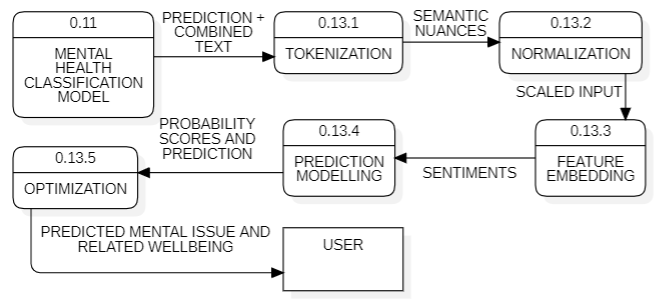 0.11
MENTAL
HEALTH
CLASSIFICATION
MODEL
PREDICTION +
COMBINED
TEXT
0.13.1
TOKENIZATION
SEMANTIC
NUANCES
0.13.2
NORMALIZATION
SCALED INPUT
0.13.3
FEATURE
EMBEDDING
SENTIMENTS
0.13.4
PREDICTION
MODELLING
PROBABILITY
SCORES AND
PREDICTION
0.13.5
OPTIMIZATION
PREDICTED MENTAL ISSUE AND
RELATED WELLBEING
USER